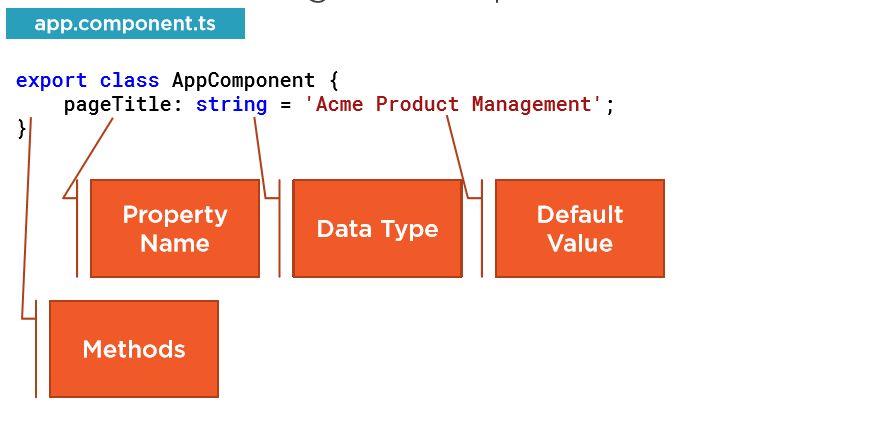 app.component.ts
export class AppComponent {
pageTitle: string = 'Acme Product Management';
}
Property
Name
Data Type
Default
Value
Methods